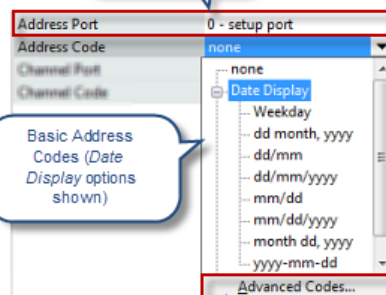 Address Port 0 - setup port
Address Code none
Channel Port
Channel Code
none
Date Display
Weekday
dd month, yyyy
dd/mm
dd/mm/yyyy
mm/dd
mm/dd/yyyy
month dd, yyyy
yyyy-mm-dd
Advanced Codes...
Basic Address
Codes (Date
Display options
shown)